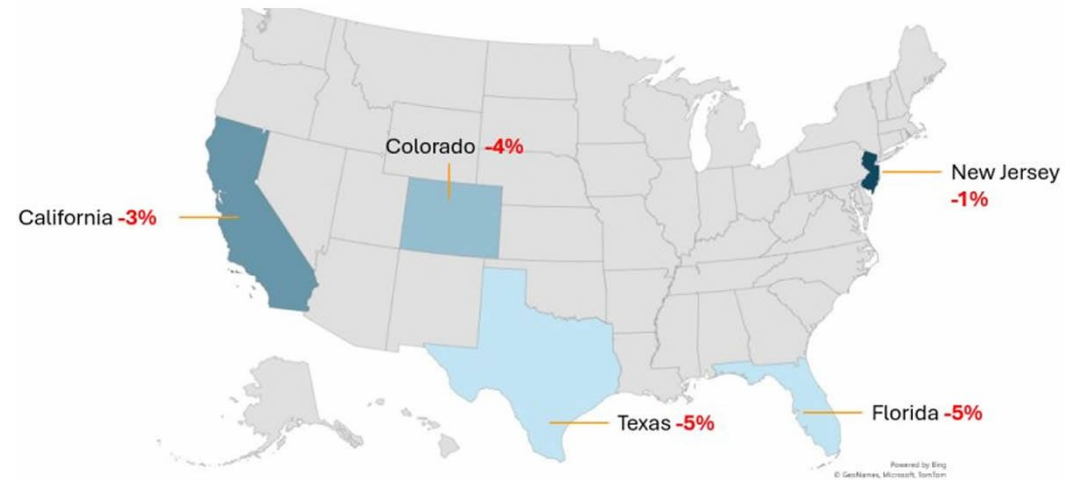 Colorado -4%
New Jersey
-1%
California -3%
Florida -5%
Texas -5%
Powered by Bing
© GeoNames, Microsoft, TomTom